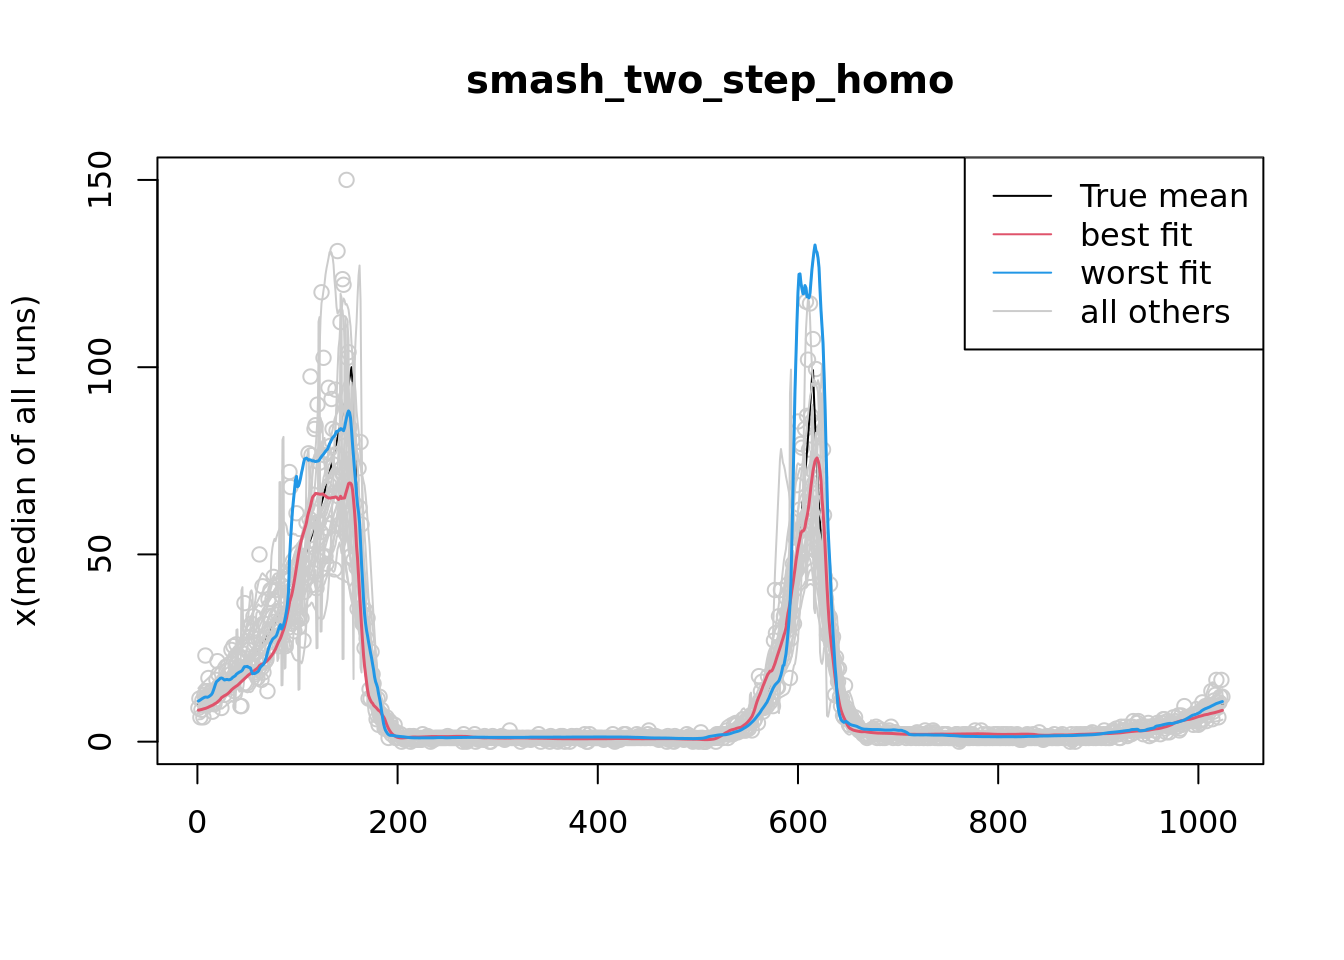 smash_two_step_homo
True mean
best fit
worst fit
all others
x(median of all runs)
150
100
50
0
0 200 400 600 800 1000